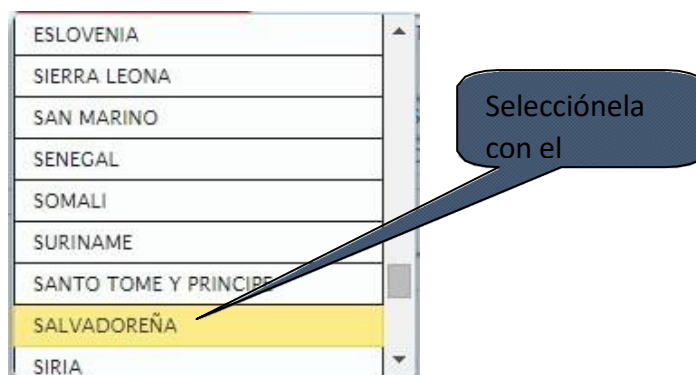 ESLOVENIA
SIERRA LEONA
SAN MARINO
SENEGAL
SOMALI
SURINAME
SANTO TOME Y PRINCIPE
SALVADOREÑA
SIRIA
Selecciónela
con el